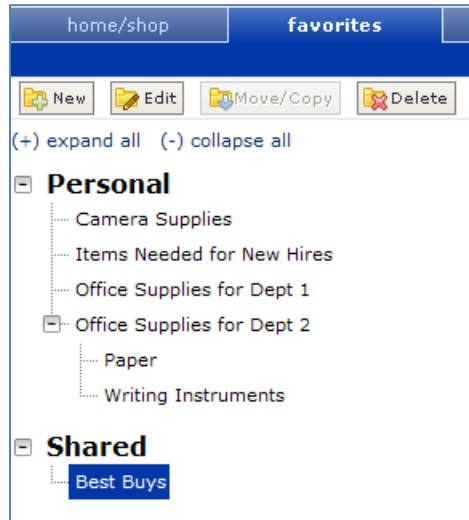 home/shop favorites
New Edit Move/Copy Delete
(+) expand all (-) collapse all
Personal
Camera Supplies
Items Needed for New Hires
Office Supplies for Dept 1
Office Supplies for Dept 2
Paper
Writing Instruments
Shared
Best Buys